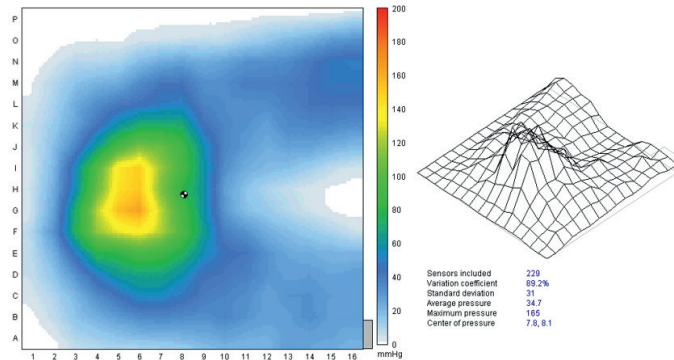 P
O
N
M
L
K
J
I
H
G
F
E
D
C
B
A
1 2 3 4 5 6 7 8 9 10 11 12 13 14 15 16
200
180
160
140
120
100
80
60
40
20
0
mmHg
Sensors included 229
Variation coefficient 89.2%
Standard deviation 31
Average pressure 34.7
Maximum pressure 165
Center of pressure 7.8, 8.1